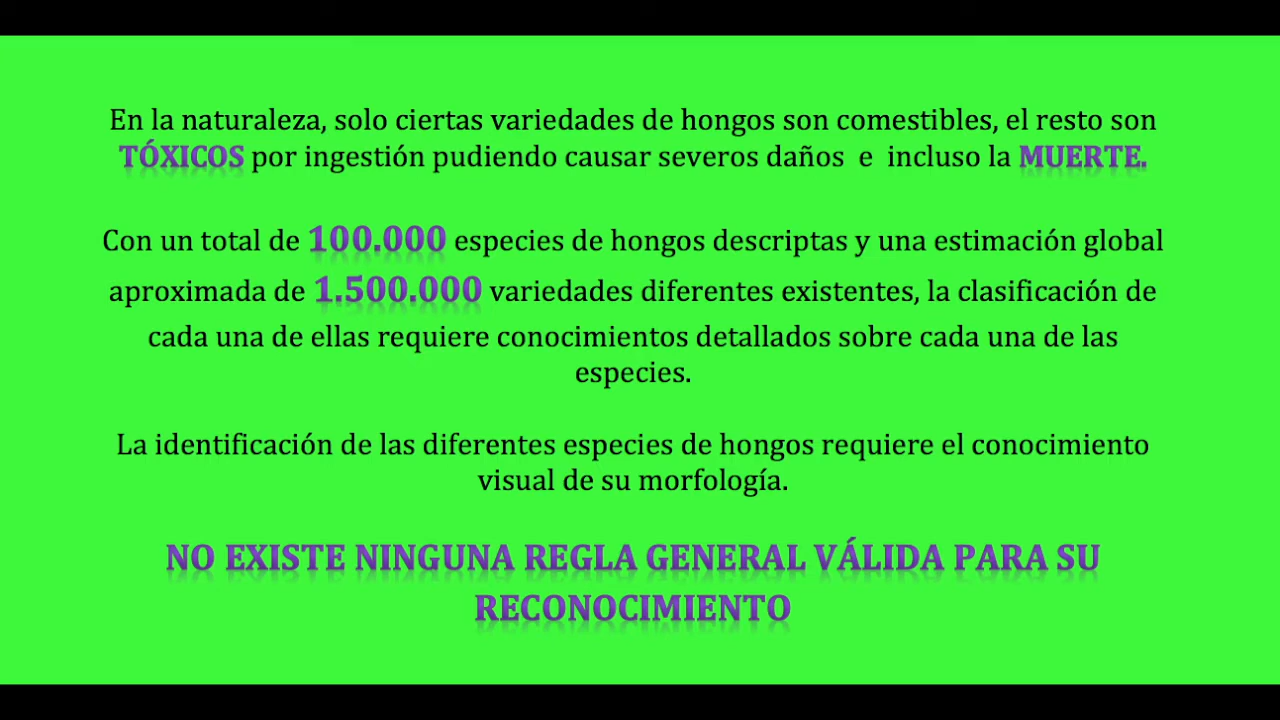 En la naturaleza, solo ciertas variedades de hongos son comestibles, el resto son
TÓXICOS por ingestión pudiendo causar severos daños e incluso la MUERTE.
Con un total de 100.000 especies de hongos descriptas y una estimación global
aproximada de 1.500.000 variedades diferentes existentes, la clasificación de
cada una de ellas requiere conocimientos detallados sobre cada una de las
especies.
La identificación de las diferentes especies de hongos requiere el conocimiento
visual de su morfología.
NO EXISTE NINGUNA REGLA GENERAL VÁLIDA PARA SU
RECONOCIMIENTO